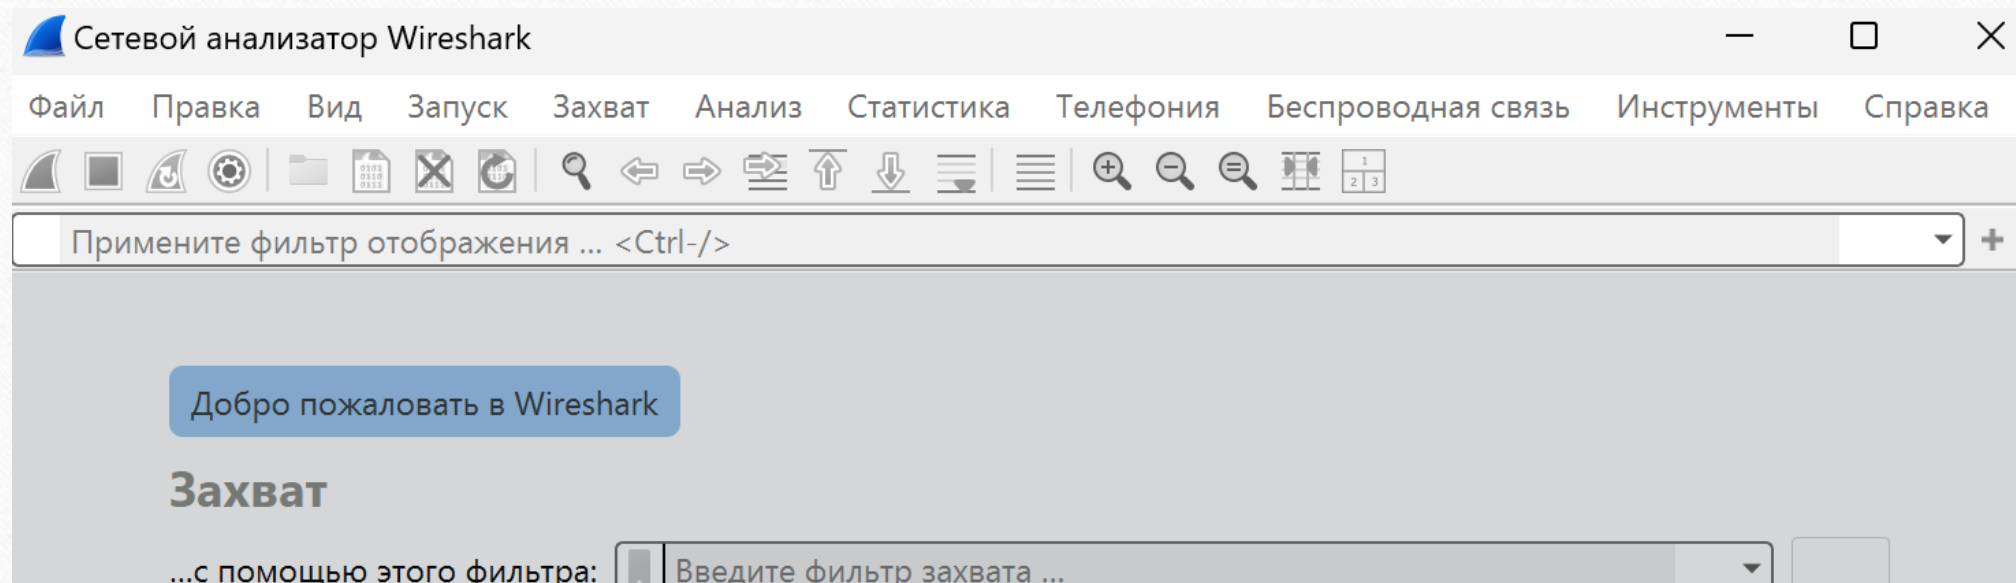 Сетевой анализатор Wireshark
Файл Правка Вид Запуск Захват Анализ Статистика Телефония Беспроводная связь Инструменты Справка
Примените фильтр отображения ... <Ctrl-/>
Добро пожаловать в Wireshark
Захват
...с помощью этого фильтра: Введите фильтр захвата ...